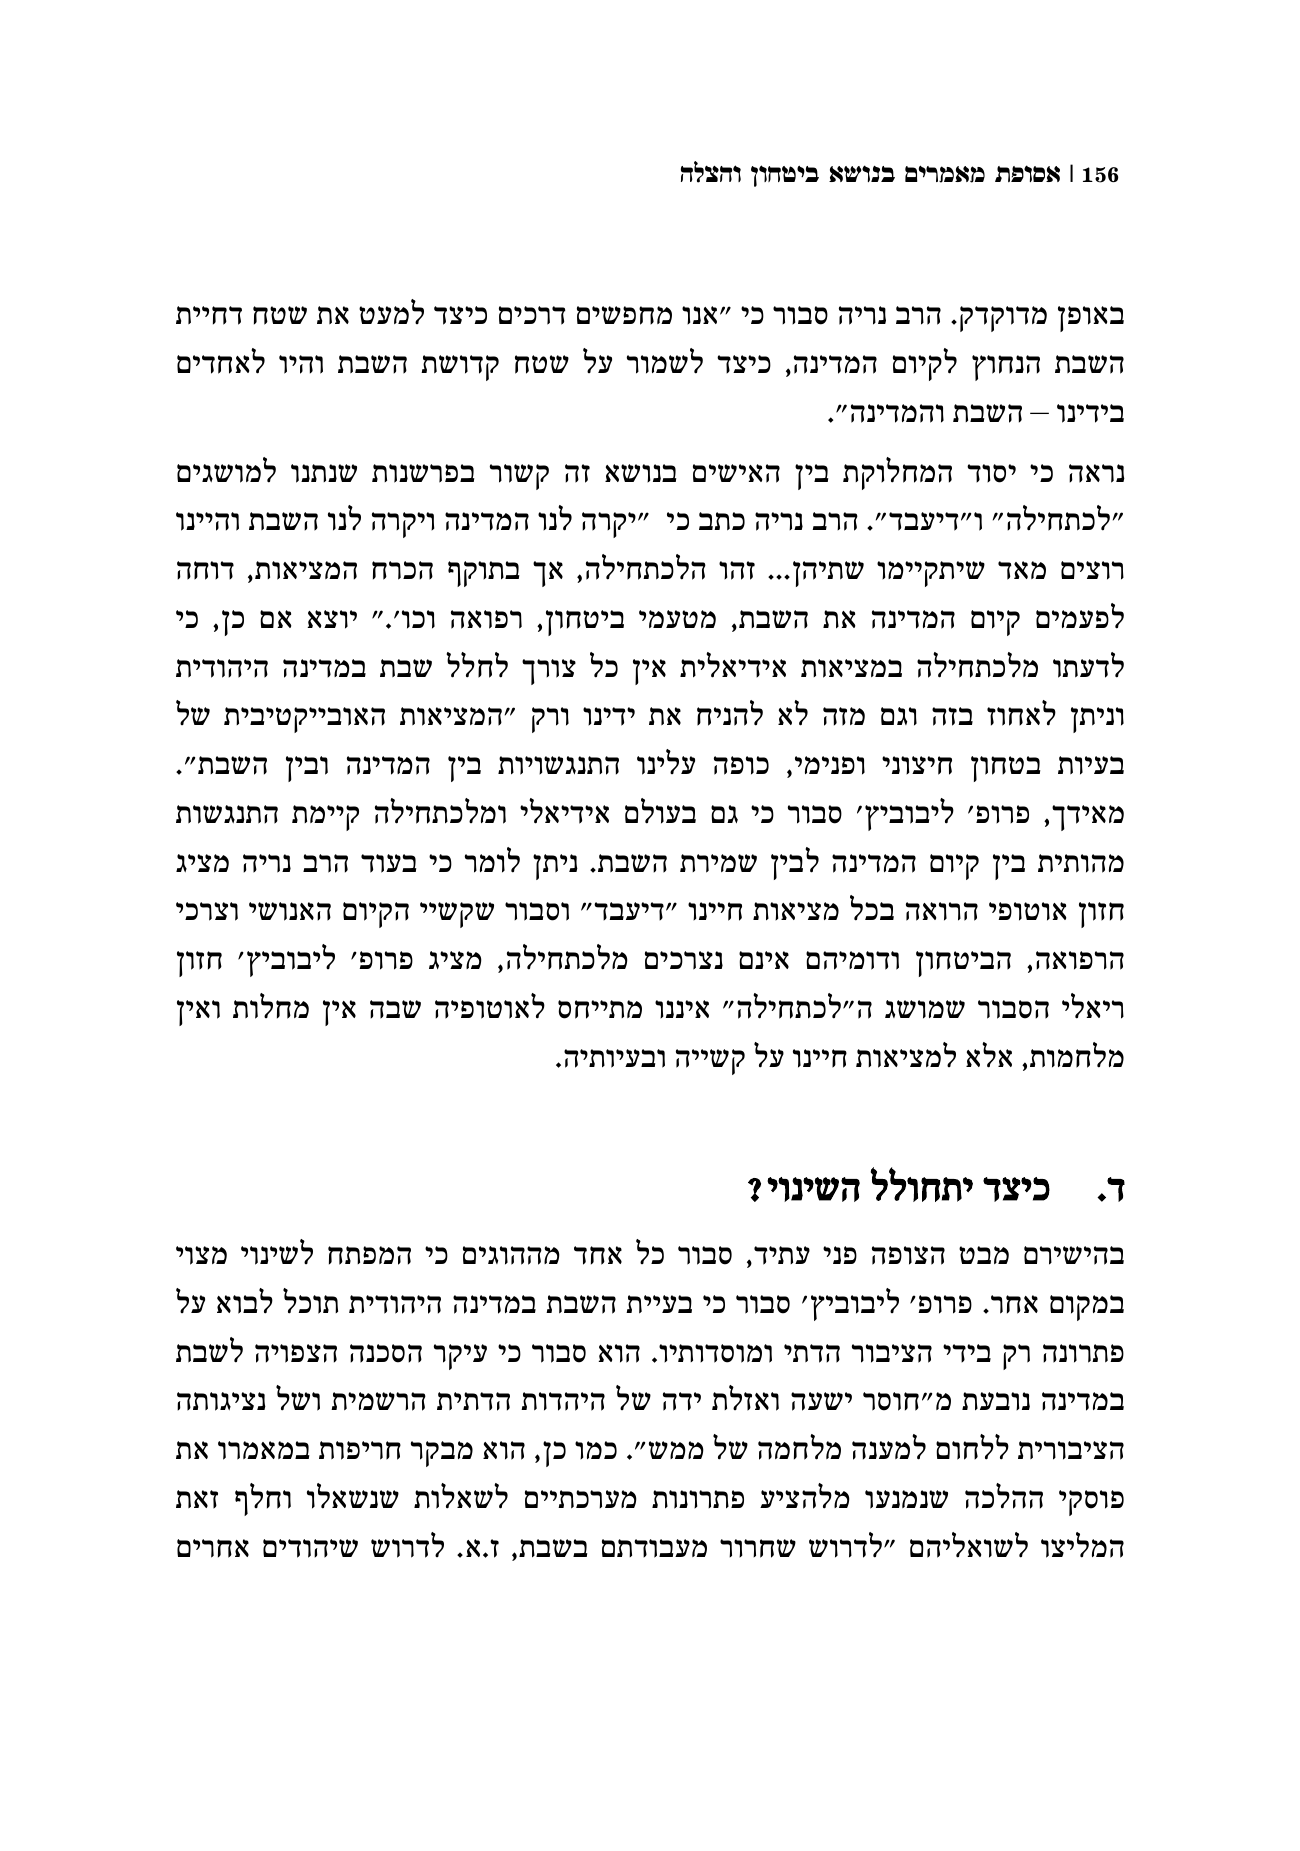 156 | אסופת מאמרים בנושא ביטחון והצלה
באופן מדוקדק. הרב נריה סבור כי ״אנו מחפשים דרכים כיצד למעט את שטח דחיית
השבת הנחוץ לקיום המדינה, כיצד לשמור על שטח קדושת השבת והיו לאחדים
בידינו – השבת והמדינה״.
נראה כי יסוד המחלוקת בין האישים בנושא זה קשור בפרשנות שנתנו למושגים
״לכתחילה״ ו״דיעבד״. הרב נריה כתב כי ״יקרה לנו המדינה ויקרה לנו השבת והיינו
רוצים מאד שיתקיימו שתיהן... זהו הלכתחילה, אך בתוקף הכרח המציאות, דוחה
לפעמים קיום המדינה את השבת, מטעמי ביטחון, רפואה וכו׳.״ יוצא אם כן, כי
לדעתו מלכתחילה במציאות אידיאלית אין כל צורך לחלל שבת במדינה היהודית
וניתן לאחוז בזה וגם מזה לא להניח את ידינו ורק ״המציאות האובייקטיבית של
בעיות בטחון חיצוני ופנימי, כופה עלינו התנגשויות בין המדינה ובין השבת״.
מאידך, פרופ׳ ליבוביץ׳ סבור כי גם בעולם אידיאלי ומלכתחילה קיימת התנגשות
מהותית בין קיום המדינה לבין שמירת השבת. ניתן לומר כי בעוד הרב נריה מציג
חזון אוטופי הרואה בכל מציאות חיינו ״דיעבד״ וסבור שקשיי הקיום האנושי וצרכי
הרפואה, הביטחון ודומיהם אינם נצרכים מלכתחילה, מציג פרופ׳ ליבוביץ׳ חזון
ריאלי הסבור שמושג ה״לכתחילה״ איננו מתייחס לאוטופיה שבה אין מחלות ואין
מלחמות, אלא למציאות חיינו על קשייה ובעיותיה.
ד. כיצד יתחולל השינוי?
בהישירם מבט הצופה פני עתיד, סבור כל אחד מההוגים כי המפתח לשינוי מצוי
במקום אחר. פרופ׳ ליבוביץ׳ סבור כי בעיית השבת במדינה היהודית תוכל לבוא על
פתרונה רק בידי הציבור הדתי ומוסדותיו. הוא סבור כי עיקר הסכנה הצפויה לשבת
במדינה נובעת מ״חוסר ישעה ואזלת ידה של היהדות הדתית הרשמית ושל נציגותה
הציבורית ללחום למענה מלחמה של ממש״. כמו כן, הוא מבקר חריפות במאמרו את
פוסקי ההלכה שנמנעו מלהציע פתרונות מערכתיים לשאלות שנשאלו וחלף זאת
המליצו לשואליהם ״לדרוש שחרור מעבודתם בשבת, ז.א. לדרוש שיהודים אחרים